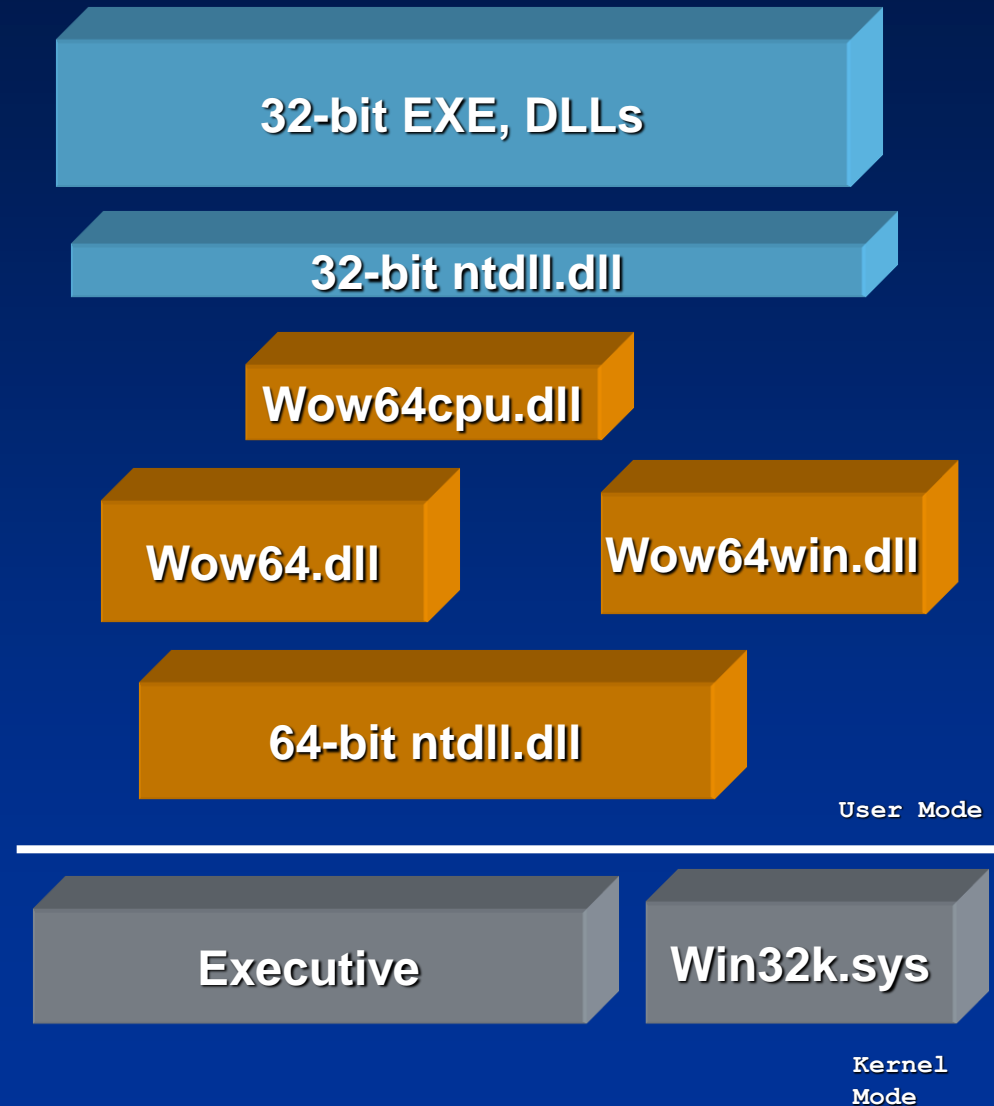 32-bit EXE, DLLs
32-bit ntdll.dll
Wow64cpu.dll
Wow64.dll
Wow64win.dll
64-bit ntdll.dll
User Mode
Executive
Win32k.sys
Kernel
Mode